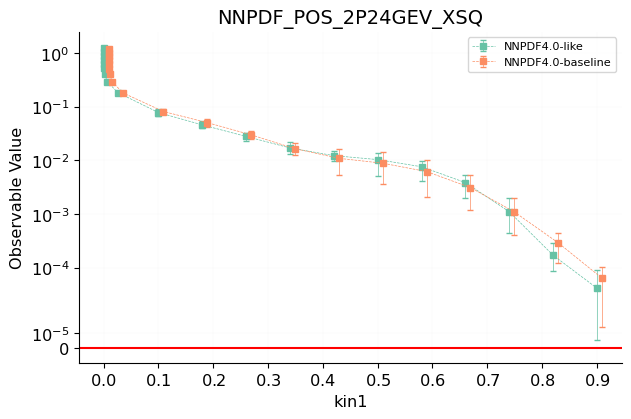 NNPDF_POS_2P24GEV_XSQ
NNPDF4.0-like
NNPDF4.0-baseline
Observable Value
10⁰
10⁻¹
10⁻²
10⁻³
10⁻⁴
10⁻⁵
0
0.0 0.1 0.2 0.3 0.4 0.5 0.6 0.7 0.8 0.9
kin1